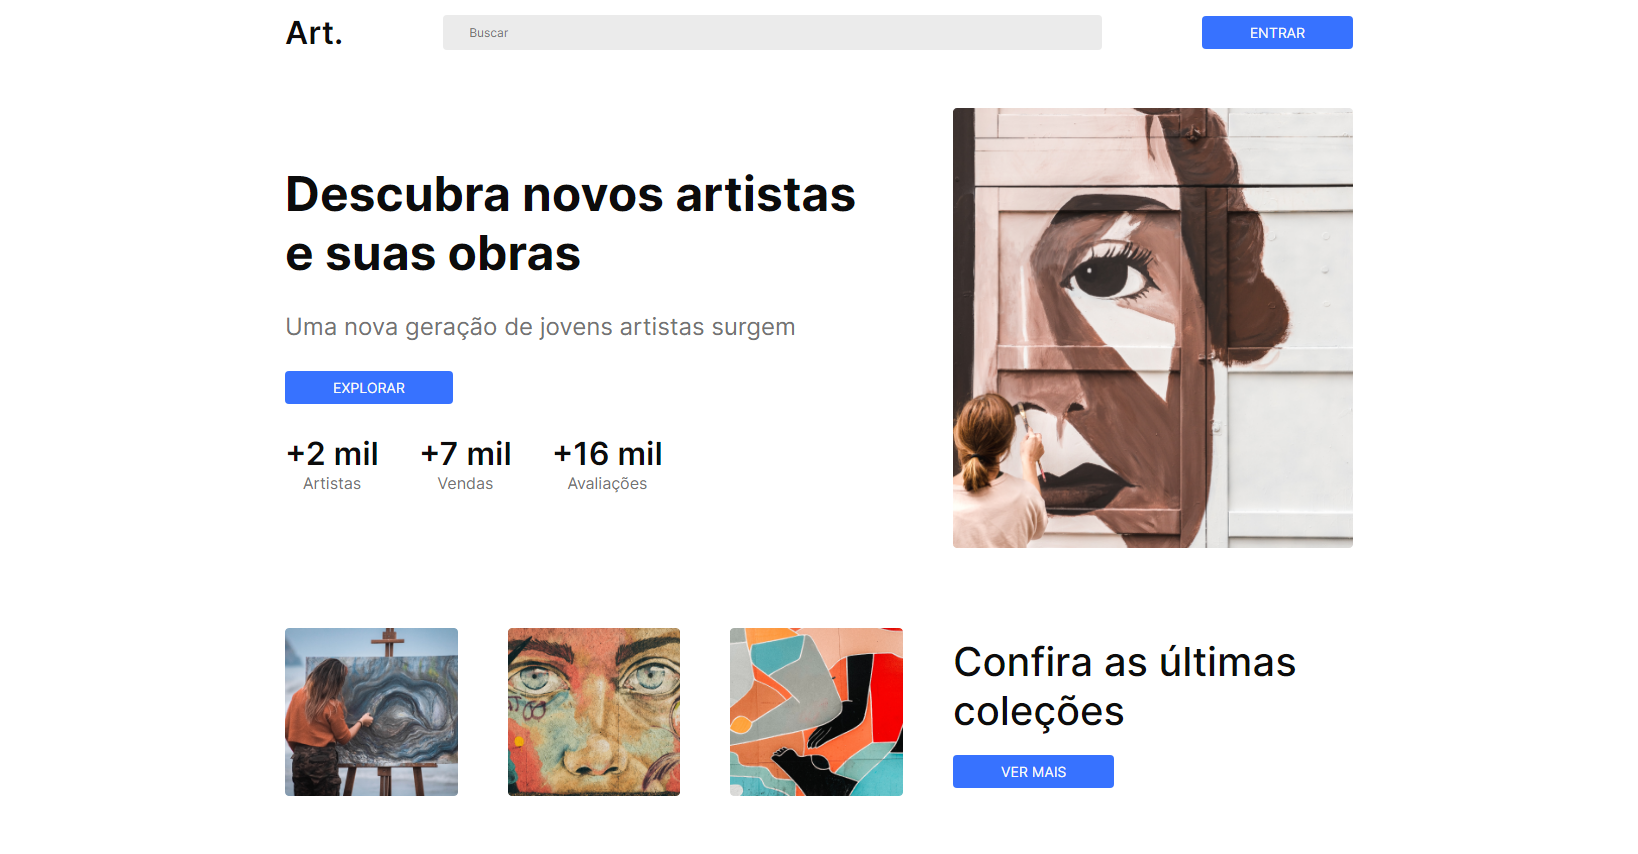 Art.
Buscar
ENTRAR
Descubra novos artistas
e suas obras
Uma nova geração de jovens artistas surgem
EXPLORAR
+2 mil
Artistas
+7 mil
Vendas
+16 mil
Avaliações
Confira as últimas
coleções
VER MAIS